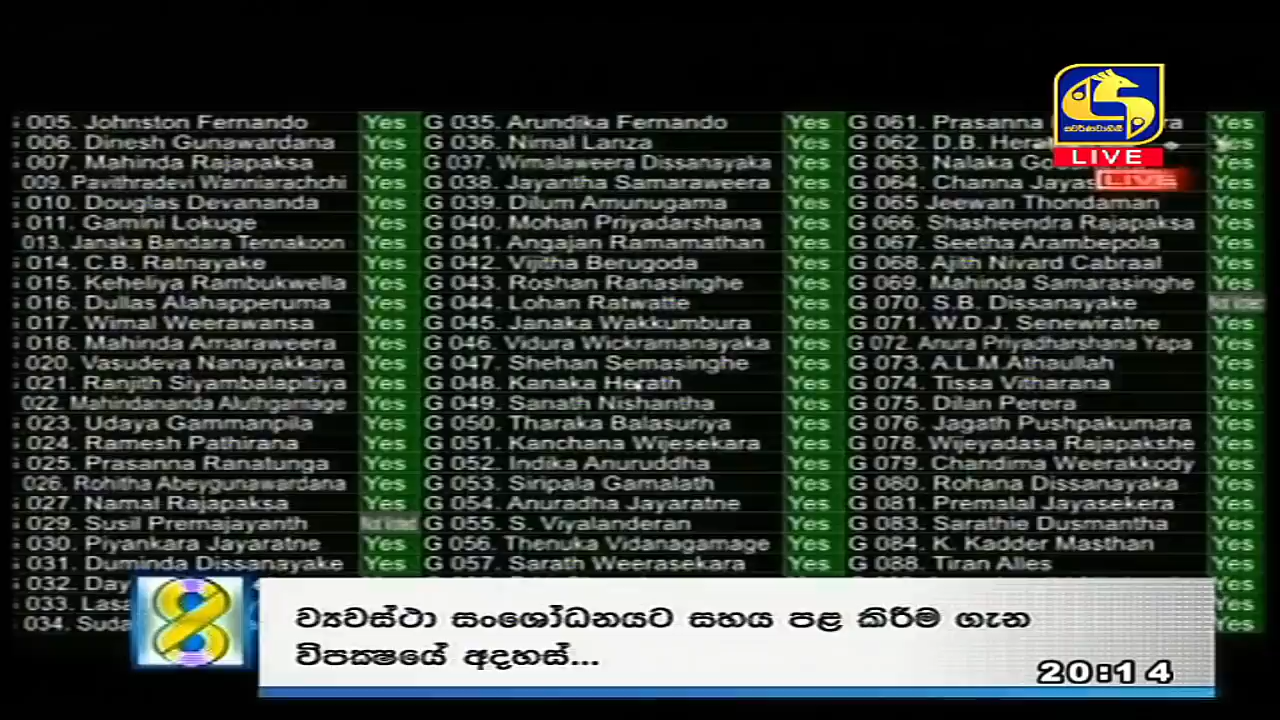 005. Johnston Fernando Yes G 035. Arundika Fernando Yes G 061. Prasanna Yes
006. Dinesh Gunawardana Yes G 036. Nimal Lanza Yes G 062. D.B. Yes
007. Mahinda Rajapaksa Yes G 037. Wimalaweera Dissanayaka Yes G 063. Nalaka Yes
009. Pavithradevi Wanniarachchi Yes G 038. Jayantha Samaraweera Yes G 064. Channa Yes
010. Douglas Devananda Yes G 039. Dilum Amunugama Yes G 065 Jeewan Thondaman Yes
011. Gamini Lokuge Yes G 040. Mohan Priyadarshana Yes G 066. Shasheendra Rajapaksa Yes
013. Janaka Bandara Tennakoon Yes G 041. Angajan Ramamathan Yes G 067. Seetha Arambepola Yes
014. C.B. Ratnayake Yes G 042. Vijitha Berugoda Yes G 068. Ajith Nivard Cabraal Yes
015. Keheliya Rambukwella Yes G 043. Roshan Ranasinghe Yes G 069. Mahinda Samarasinghe Yes
016. Dullas Alahapperuma Yes G 044. Lohan Ratwatte Yes G 070. S.B. Dissanayake
017. Wimal Weerawansa Yes G 045. Janaka Wakkumbura Yes G 071. W.D.J. Senewiratne Yes
018. Mahinda Amaraweera Yes G 046. Vidura Wickramanayaka Yes G 072. Anura Priyadharshana Yapa Yes
020. Vasudeva Nanayakkara Yes G 047. Shehan Semasinghe Yes G 073. A.L.M.Athaullah Yes
021. Ranjith Siyambalapitiya Yes G 048. Kanaka Herath Yes G 074. Tissa Vitharana Yes
022. Mahindananda Aluthgamage Yes G 049. Sanath Nishantha Yes G 075. Dilan Perera Yes
023. Udaya Gammanpila Yes G 050. Tharaka Balasuriya Yes G 076. Jagath Pushpakumara Yes
024. Ramesh Pathirana Yes G 051. Kanchana Wijesekara Yes G 078. Wijeyadasa Rajapakshe Yes
025. Prasanna Ranatunga Yes G 052. Indika Anuruddha Yes G 079. Chandima Weerakkody Yes
026. Rohitha Abeygunawardana Yes G 053. Siripala Gamalath Yes G 080. Rohana Dissanayaka Yes
027. Namal Rajapaksa Yes G 054. Anuradha Jayaratne Yes G 081. Premalal Jayasekera Yes
029. Susil Premajayanth G 055. S. Viyalanderan Yes G 083. Sarathie Dusmantha Yes
030. Piyankara Jayaratne Yes G 056. Thenuka Vidanagamage Yes G 084. K. Kadder Masthan Yes
031. Duminda Dissanayake Yes G 057. Sarath Weerasekara Yes G 088. Tiran Alles Yes
032. Yes
033. Yes
034. Yes
සවර්ණවාහිනී
LIVE
LIVE
8
ව්‍යවස්ථා සංශෝධනයට සහය පළ කිරීම ගැන
විපක්‍ෂයේ අදහස්...
20:14